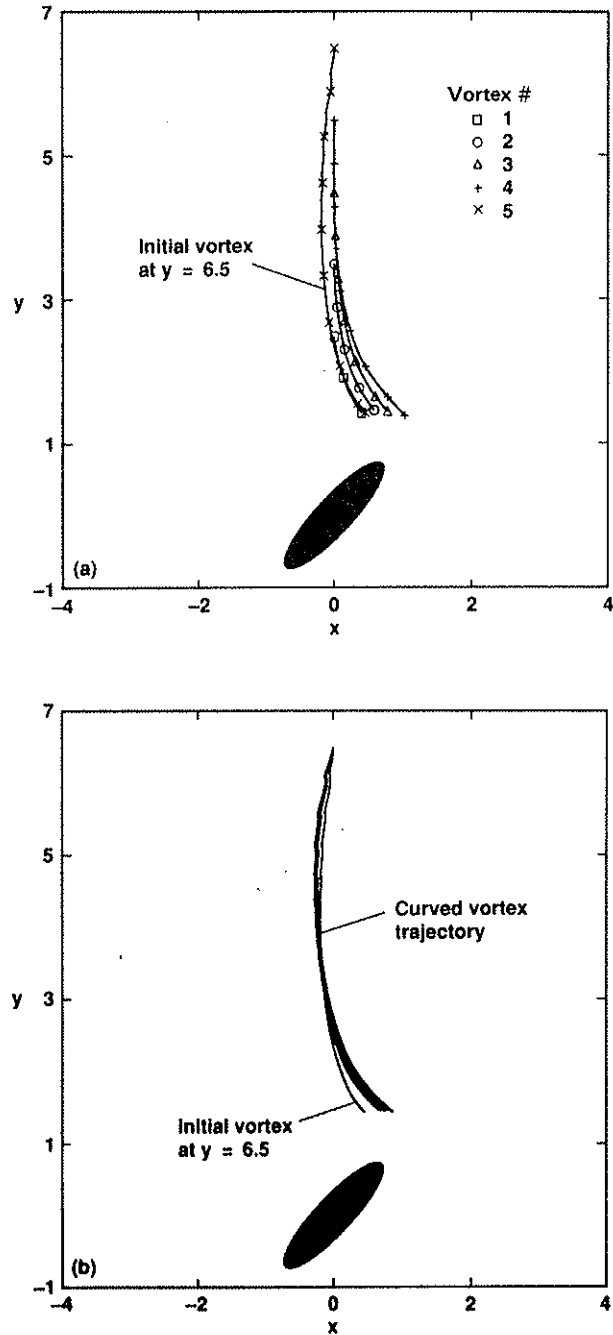 7
5
3
1
–1
y
Vortex #
1
2
3
4
5
Initial vortex
at y = 6.5
(a)
–4
–2
0
2
4
x
7
5
3
1
–1
y
Curved vortex
trajectory
Initial vortex
at y = 6.5
(b)
–4
–2
0
2
4
x